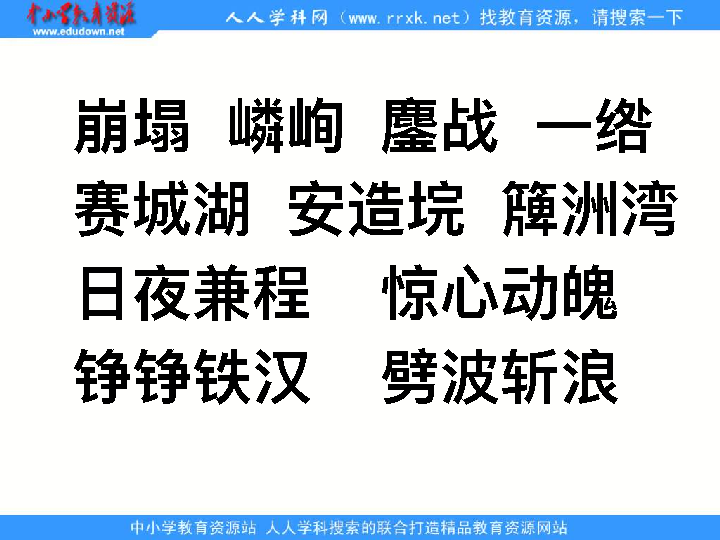 中小学教育资源
www.edudown.net
人人学科网（www.rrxk.net）找教育资源，请搜索一下
崩塌 嶙峋 鏖战 一绺
赛城湖 安造垸 簰洲湾
日夜兼程 惊心动魄
铮铮铁汉 劈波斩浪
中小学教育资源站 人人学科搜索的联合打造精品教育资源网站